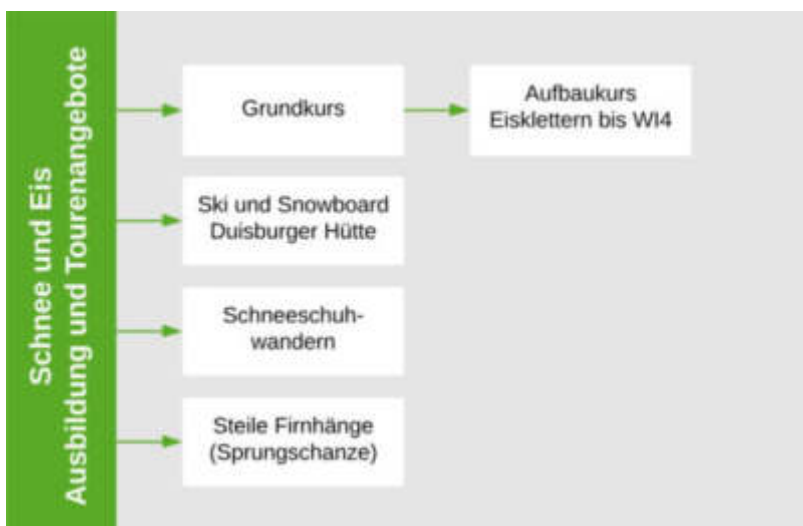 Schnee und Eis
Ausbildung und Tourenangebote
Grundkurs
Aufbaukurs
Eisklettern bis WI4
Ski und Snowboard
Duisburger Hütte
Schneeschuh-
wandern
Steile Firnhänge
(Sprungschanze)